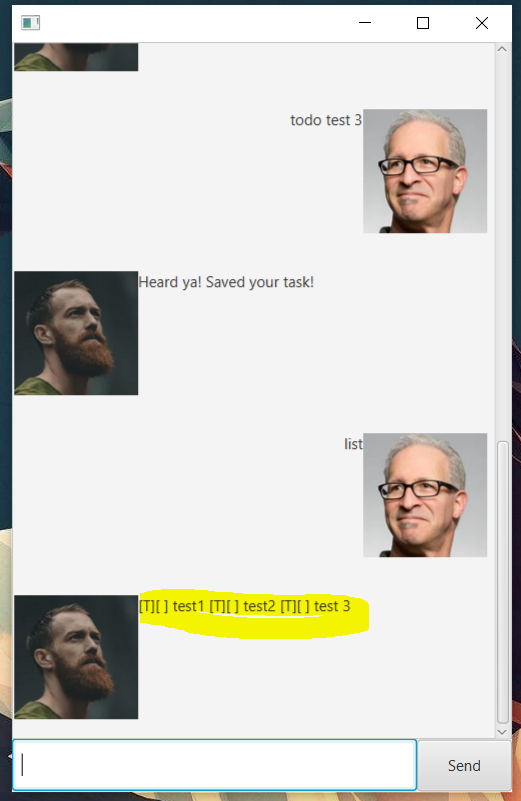 todo test 3
Heard ya! Saved your task!
list
[T][ ] test1 [T][ ] test2 [T][ ] test 3
Send